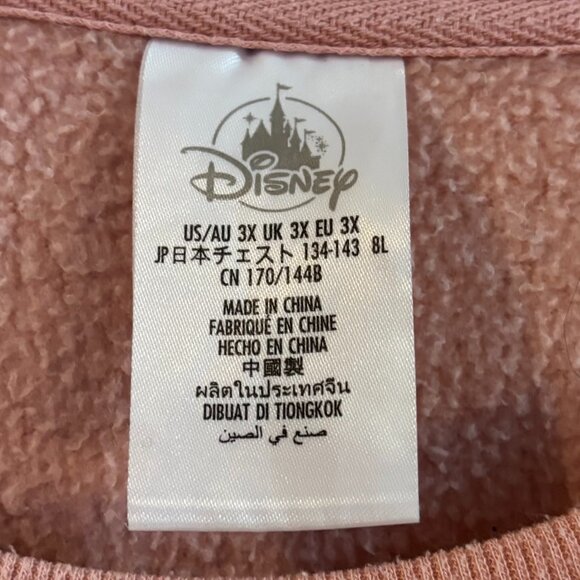 Disney
US/AU 3X UK 3X EU 3X
JP日本チェスト 134-143 8L
CN 170/144B
MADE IN CHINA
FABRIQUÉ EN CHINE
HECHO EN CHINA
中國製
ผลิตในประเทศจีน
DIBUAT DI TIONGKOK
صنع في الصين